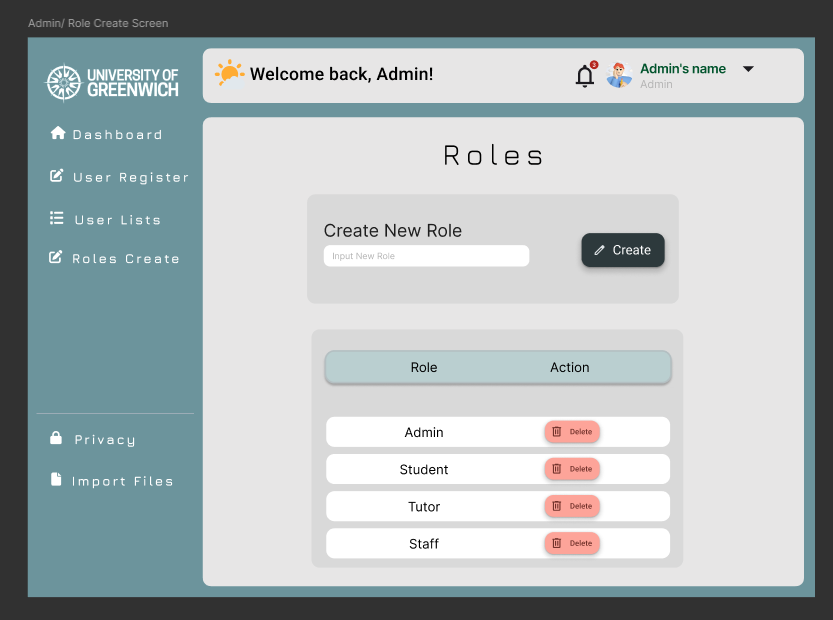 Admin/ Role Create Screen
UNIVERSITY OF
GREENWICH
Welcome back, Admin!
3
Admin's name
Admin
Dashboard
User Register
User Lists
Roles Create
Privacy
Import Files
Roles
Create New Role
Input New Role
Create
Role Action
Admin Delete
Student Delete
Tutor Delete
Staff Delete